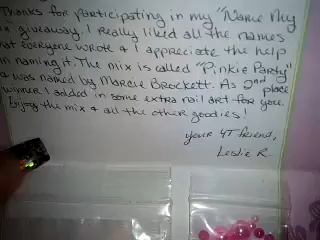 Thanks for participating in my "Name My
giveaway. I really liked all the names
everyone wrote & I appreciate the help
in naming it. The mix is called "Pinkie Party"
& was named by Marcie Brockett. As 2nd place
winner I added in some extra nail art for you.
Enjoy the mix & all the other goodies!
your YT friend,
Leslie R.